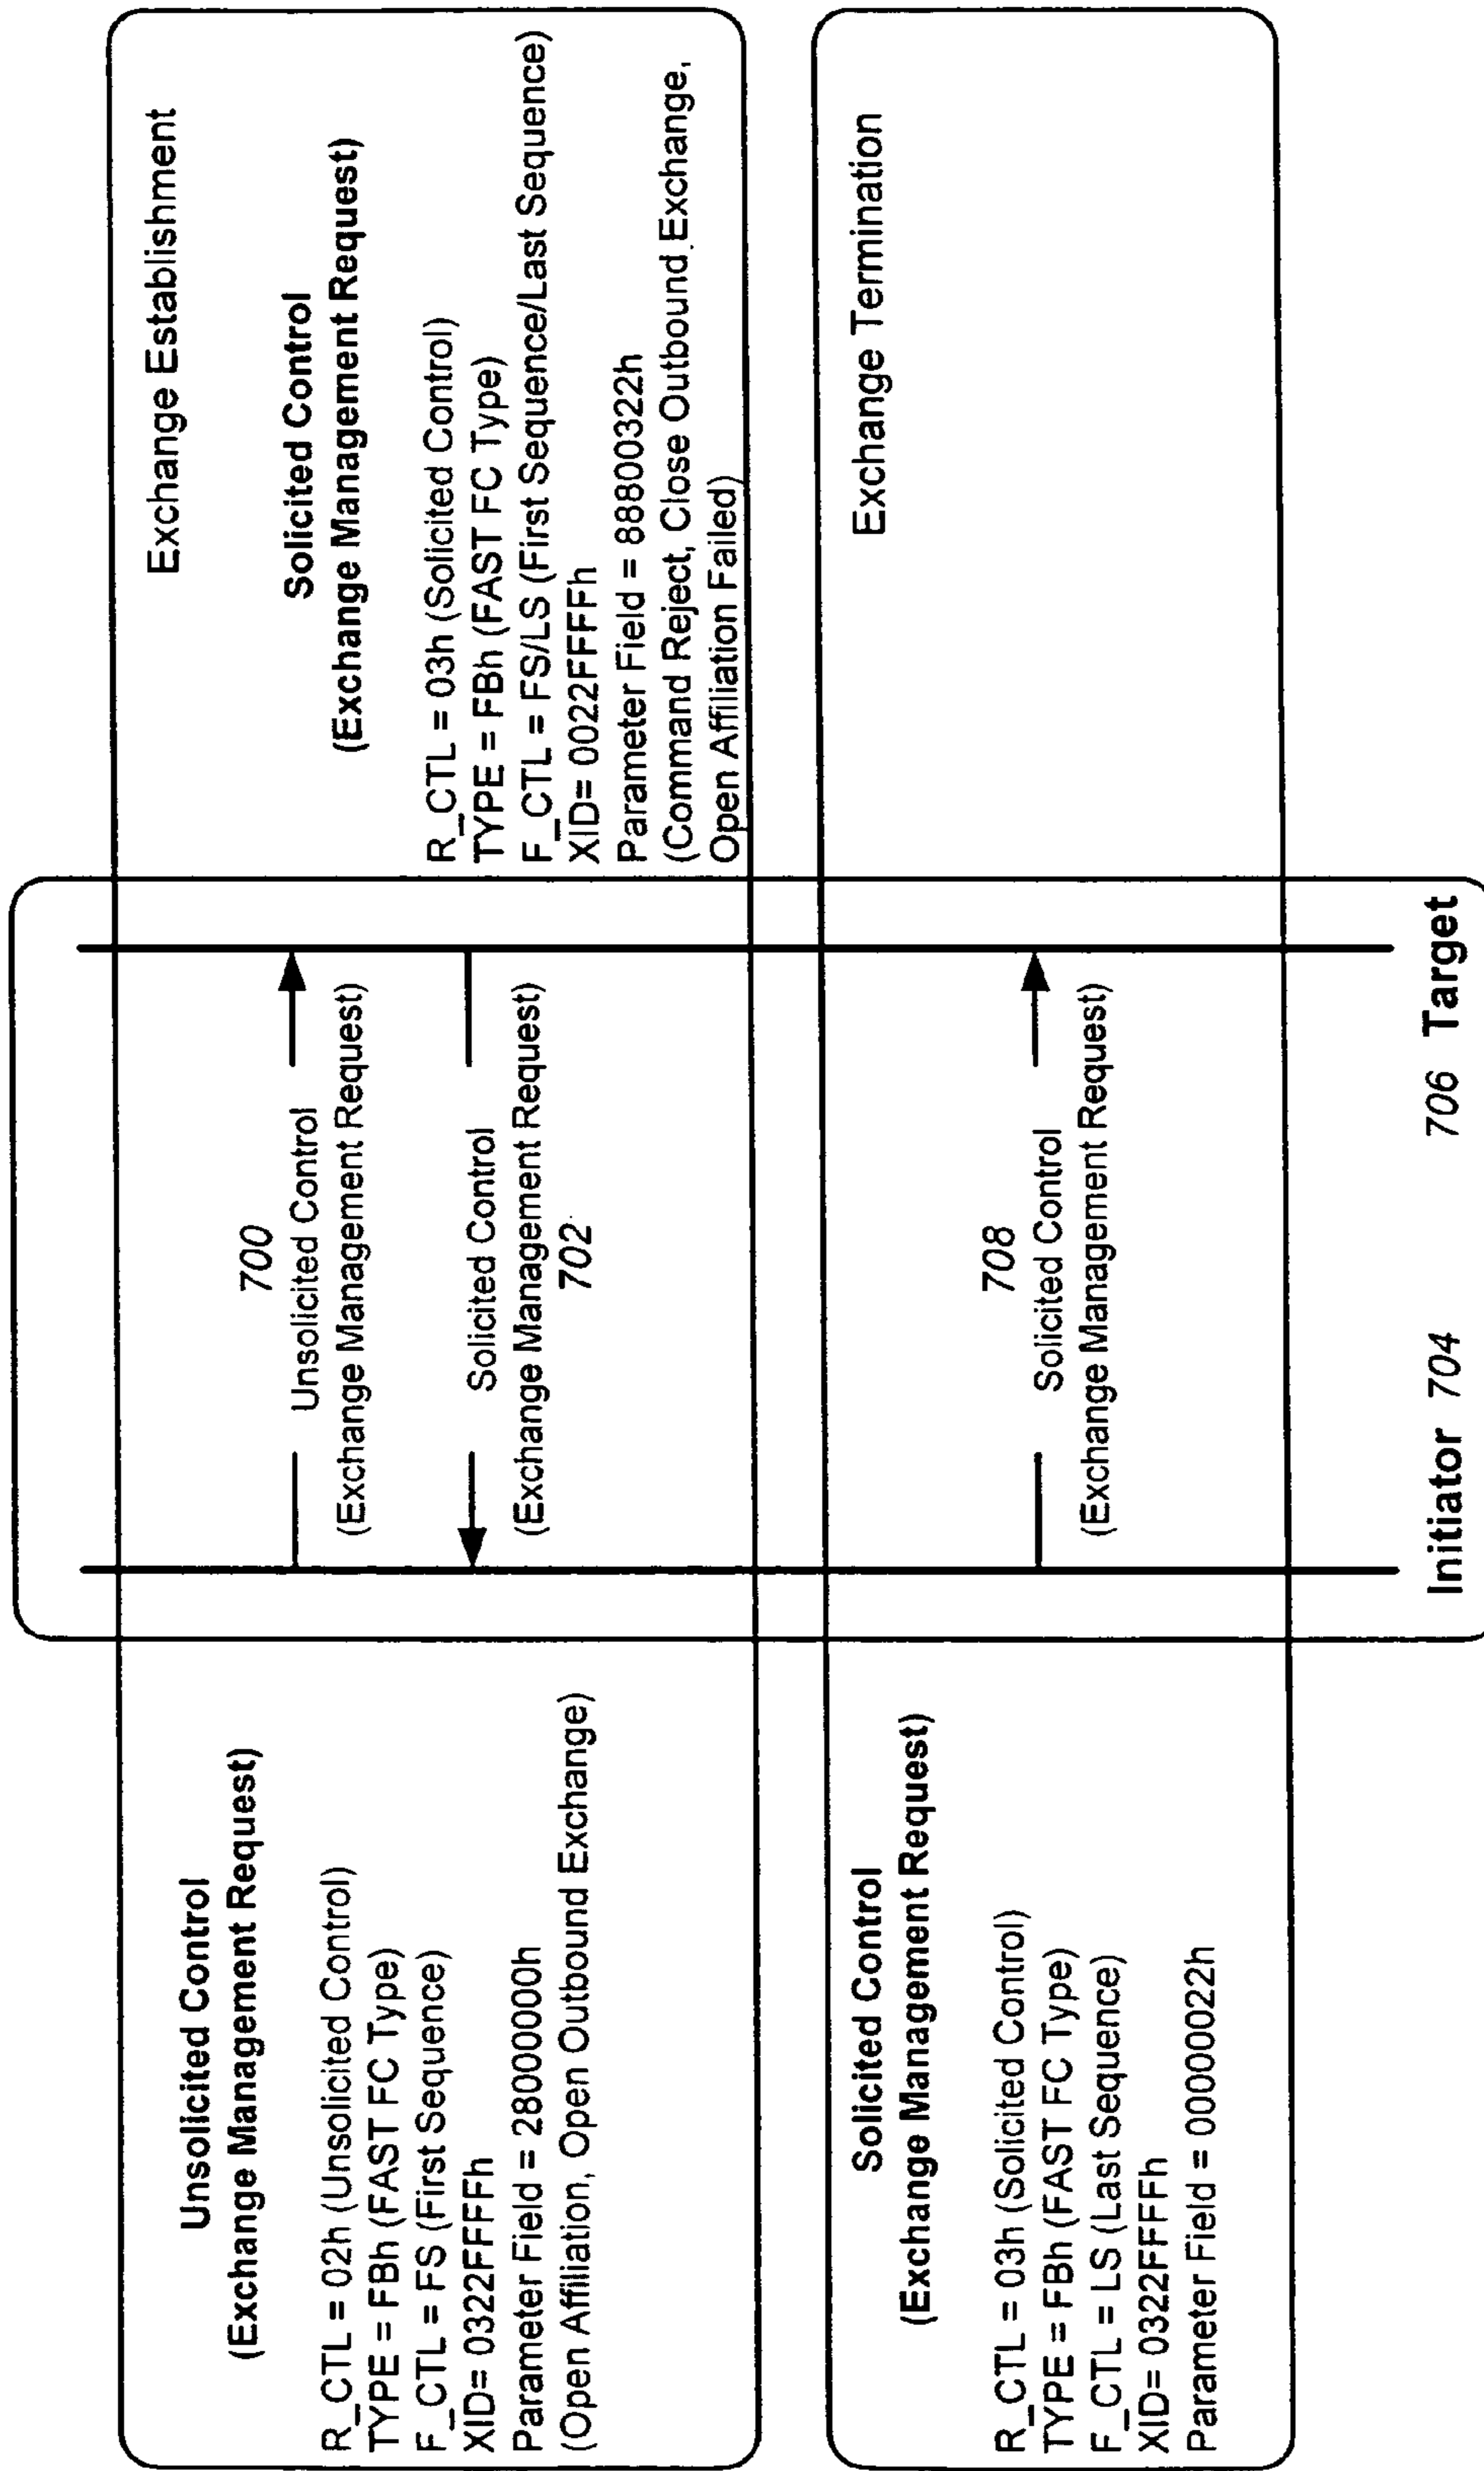 Unsolicited Control
(Exchange Management Request)
R_CTL = 02h (Unsolicited Control)
TYPE = FBh (FAST FC Type)
F_CTL = FS (First Sequence)
XID= 0322FFFFh
Parameter Field = 28000000h
(Open Affiliation, Open Outbound Exchange)
700
Unsolicited Control
(Exchange Management Request)
Solicited Control
(Exchange Management Request)
702
Exchange Establishment
Solicited Control
(Exchange Management Request)
R_CTL = 03h (Solicited Control)
TYPE = FBh (FAST FC Type)
F_CTL = FS/LS (First Sequence/Last Sequence)
XID= 0022FFFFh
Parameter Field = 88800322h
(Command Reject, Close Outbound Exchange,
Open Affiliation Failed)
Solicited Control
(Exchange Management Request)
R_CTL = 03h (Solicited Control)
TYPE = FBh (FAST FC Type)
F_CTL = LS (Last Sequence)
XID= 0322FFFFh
Parameter Field = 00000022h
708
Solicited Control
(Exchange Management Request)
Exchange Termination
Initiator 704
706 Target